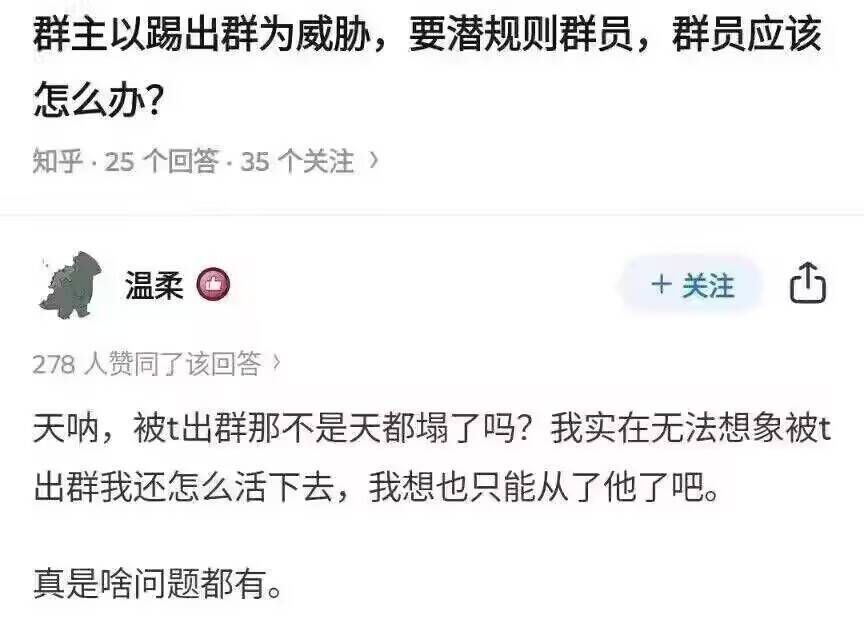 群主以踢出群为威胁，要潜规则群员，群员应该
怎么办？
知乎 · 25 个回答 · 35 个关注 >
温柔
+ 关注
278 人赞同了该回答 >
天呐，被t出群那不是天都塌了吗？我实在无法想象被t
出群我还怎么活下去，我想也只能从了他了吧。
真是啥问题都有。